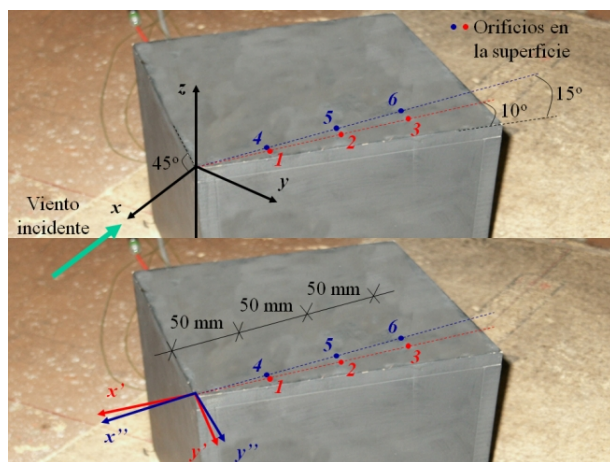 Orificios en
la superficie
z
6
15º
5
10º
4
3
2
45º
1
y
x
Viento
incidente
50 mm
50 mm
50 mm
6
5
4
3
2
1
x'
x''
y'
y''